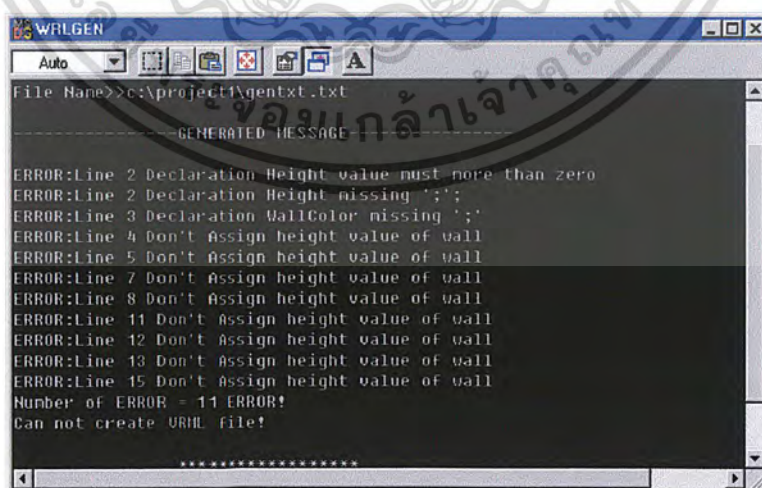 WRLGEN
Auto
File Name>>c:\project1\gentxt.txt
-----------------GENERATED MESSAGE-----------------
ERROR:Line 2 Declaration Height value must more than zero
ERROR:Line 2 Declaration Height missing ';';
ERROR:Line 3 Declaration WallColor missing ';'
ERROR:Line 4 Don't Assign height value of wall
ERROR:Line 5 Don't Assign height value of wall
ERROR:Line 7 Don't Assign height value of wall
ERROR:Line 8 Don't Assign height value of wall
ERROR:Line 11 Don't Assign height value of wall
ERROR:Line 12 Don't Assign height value of wall
ERROR:Line 13 Don't Assign height value of wall
ERROR:Line 15 Don't Assign height value of wall
Number of ERROR = 11 ERROR!
Can not create VRML file!
******************